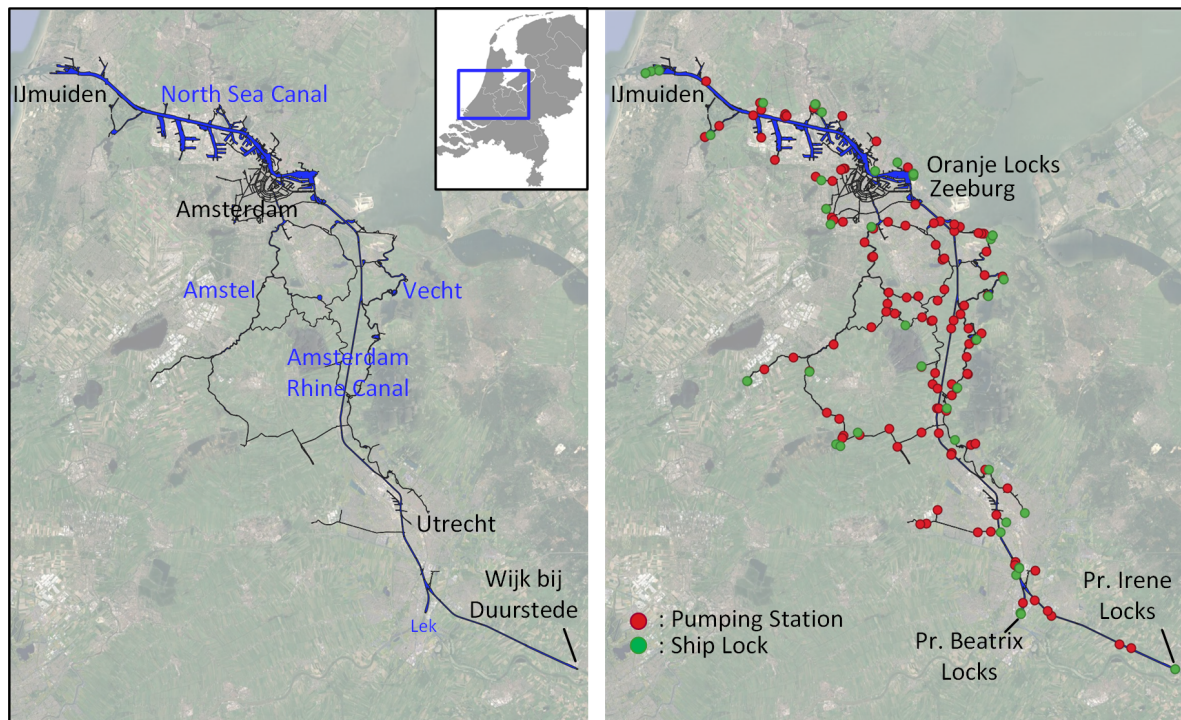 IJmuiden
North Sea Canal
Amsterdam
Amstel
Vecht
Amsterdam
Rhine Canal
Utrecht
Wijk bij
Duurstede
Lek
IJmuiden
Oranje Locks
Zeeburg
: Pumping Station
: Ship Lock
Pr. Beatrix
Locks
Pr. Irene
Locks